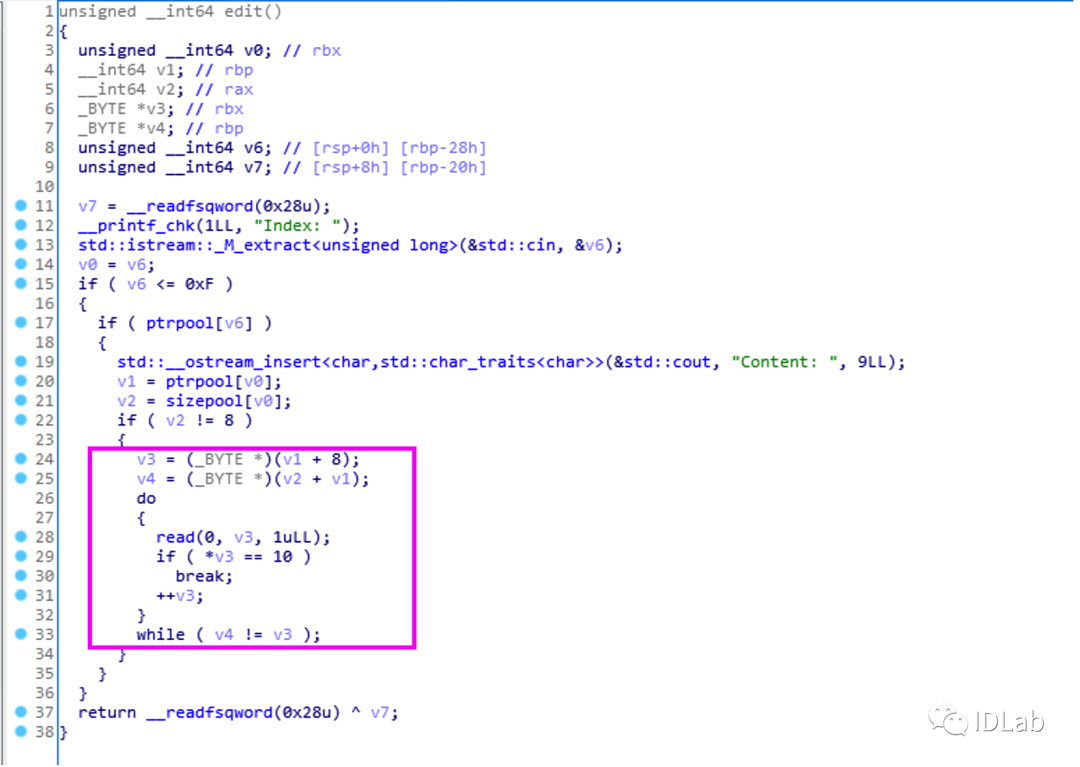 1 unsigned __int64 edit()
2 {
3 unsigned __int64 v0; // rbx
4 __int64 v1; // rbp
5 __int64 v2; // rax
6 _BYTE *v3; // rbx
7 _BYTE *v4; // rbp
8 unsigned __int64 v6; // [rsp+0h] [rbp-28h]
9 unsigned __int64 v7; // [rsp+8h] [rbp-20h]
10
11 v7 = __readfsqword(0x28u);
12 __printf_chk(1LL, "Index: ");
13 std::istream::_M_extract<unsigned long>(&std::cin, &v6);
14 v0 = v6;
15 if ( v6 <= 0xF )
16 {
17 if ( ptrpool[v6] )
18 {
19 std::__ostream_insert<char,std::char_traits<char>>(&std::cout, "Content: ", 9LL);
20 v1 = ptrpool[v0];
21 v2 = sizepool[v0];
22 if ( v2 != 8 )
23 {
24 v3 = (_BYTE *)(v1 + 8);
25 v4 = (_BYTE *)(v2 + v1);
26 do
27 {
28 read(0, v3, 1uLL);
29 if ( *v3 == 10 )
30 break;
31 ++v3;
32 }
33 while ( v4 != v3 );
34 }
35 }
36 }
37 return __readfsqword(0x28u) ^ v7;
38 }
IDLab